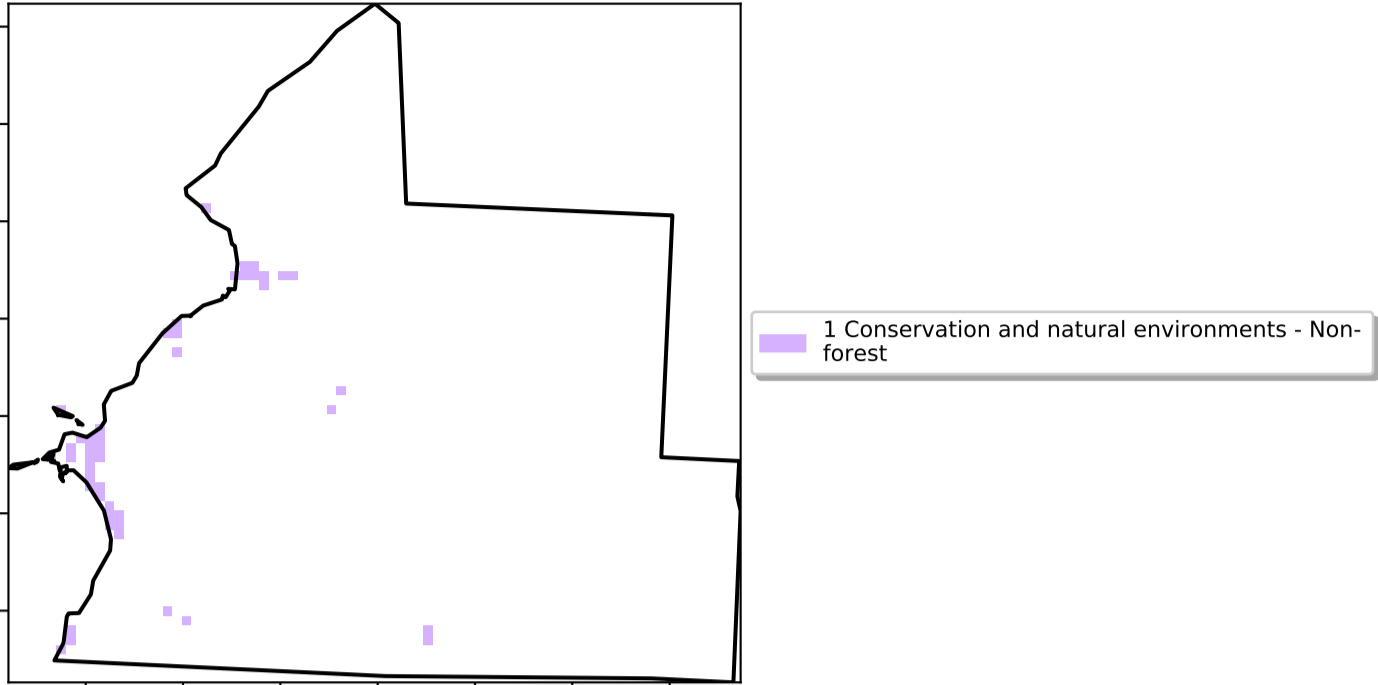 1 Conservation and natural environments - Non-
forest